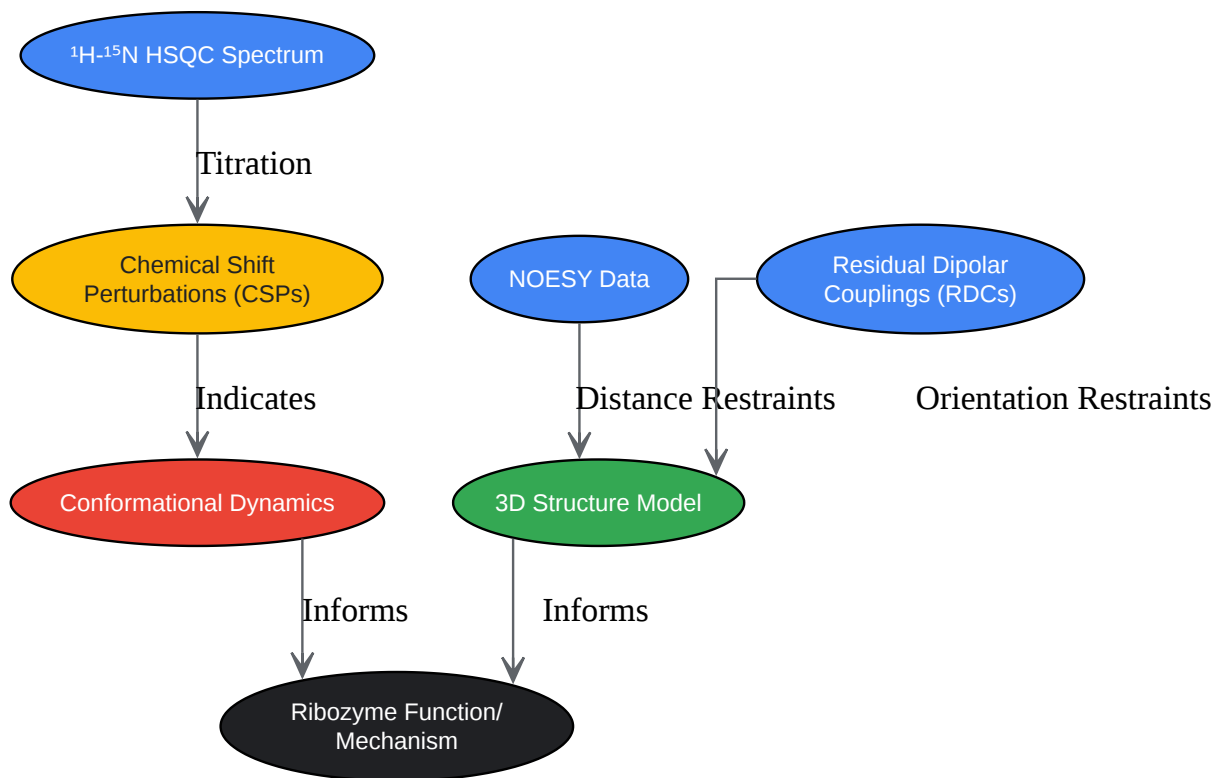 ¹H-¹⁵N HSQC Spectrum
Titration
Chemical Shift
Perturbations (CSPs)
NOESY Data
Residual Dipolar
Couplings (RDCs)
Indicates
Distance Restraints
Orientation Restraints
Conformational Dynamics
3D Structure Model
Informs
Informs
Ribozyme Function/
Mechanism